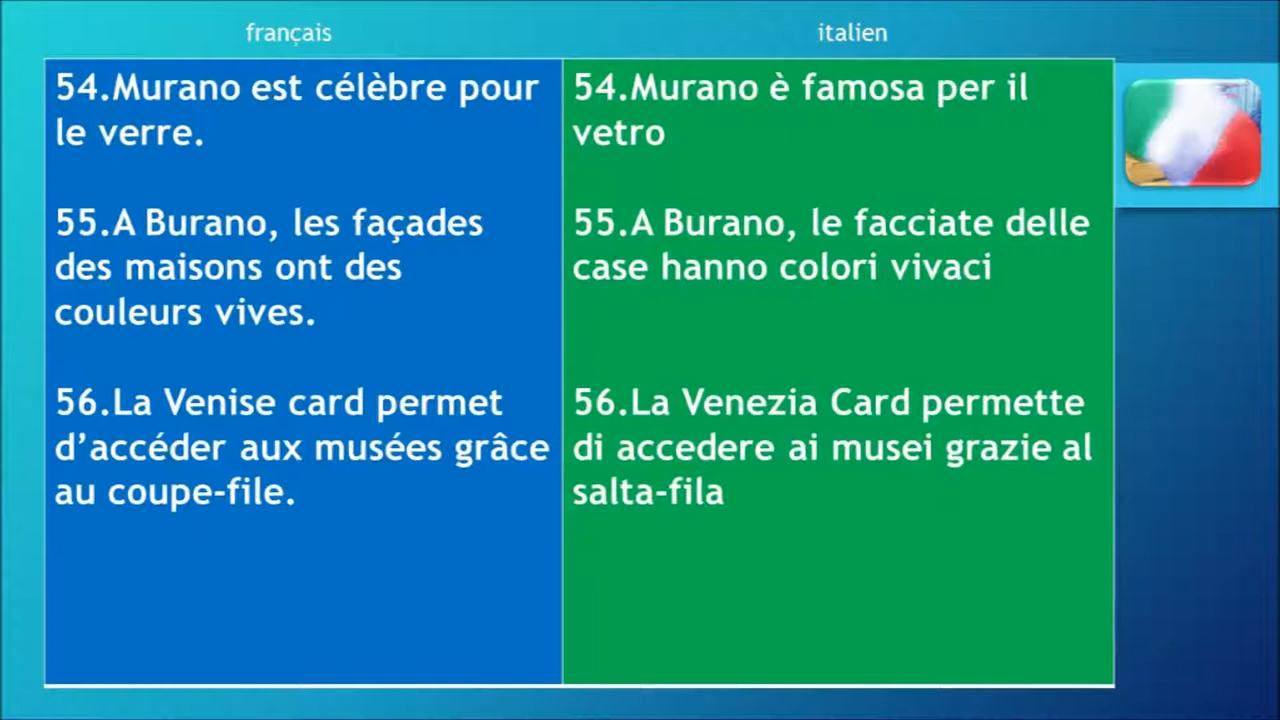 français
italien
54.Murano est célèbre pour
le verre.
55.A Burano, les façades
des maisons ont des
couleurs vives.
56.La Venise card permet
d’accéder aux musées grâce
au coupe-file.
54.Murano è famosa per il
vetro
55.A Burano, le facciate delle
case hanno colori vivaci
56.La Venezia Card permette
di accedere ai musei grazie al
salta-fila